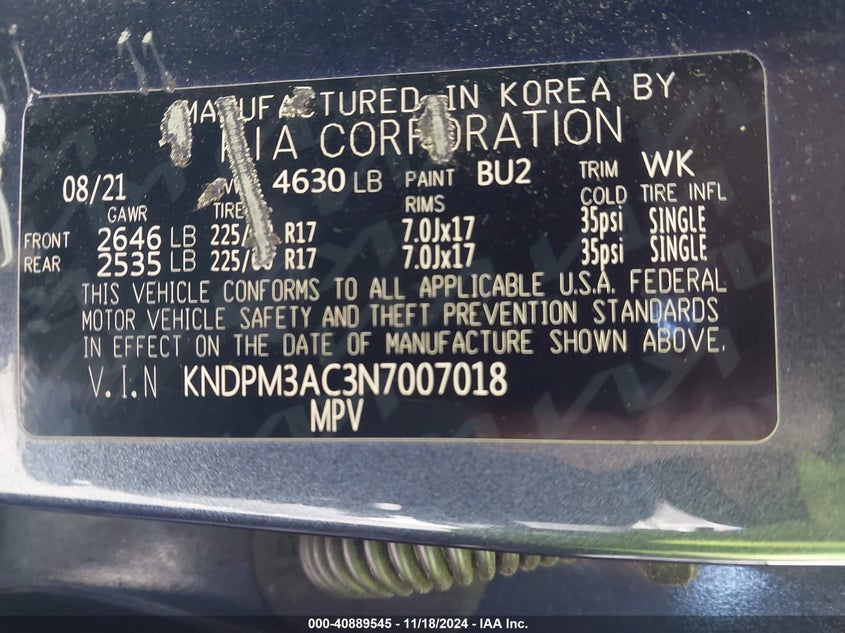 MANUFACTURED IN KOREA BY
KIA CORPORATION
08/21 4630 LB PAINT BU2 TRIM WK
GAWR TIRE RIMS COLD TIRE INFL
FRONT 2646 LB 225/ R17 7.0Jx17 35psi SINGLE
REAR 2535 LB 225/ R17 7.0Jx17 35psi SINGLE
THIS VEHICLE CONFORMS TO ALL APPLICABLE U.S.A. FEDERAL
MOTOR VEHICLE SAFETY AND THEFT PREVENTION STANDARDS
IN EFFECT ON THE DATE OF MANUFACTURE SHOWN ABOVE.
V.I.N KNDPM3AC3N7007018
MPV
000-40889545 - 11/18/2024 - IAA Inc.